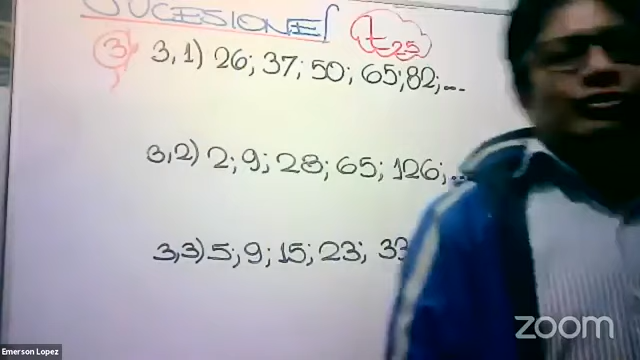 SUCESIONES
t25
3 3,1) 26; 37; 50; 65; 82; ...
3,2) 2; 9; 28; 65; 126; ...
3,3) 5; 9; 15; 23; 33
Emerson Lopez
zoom